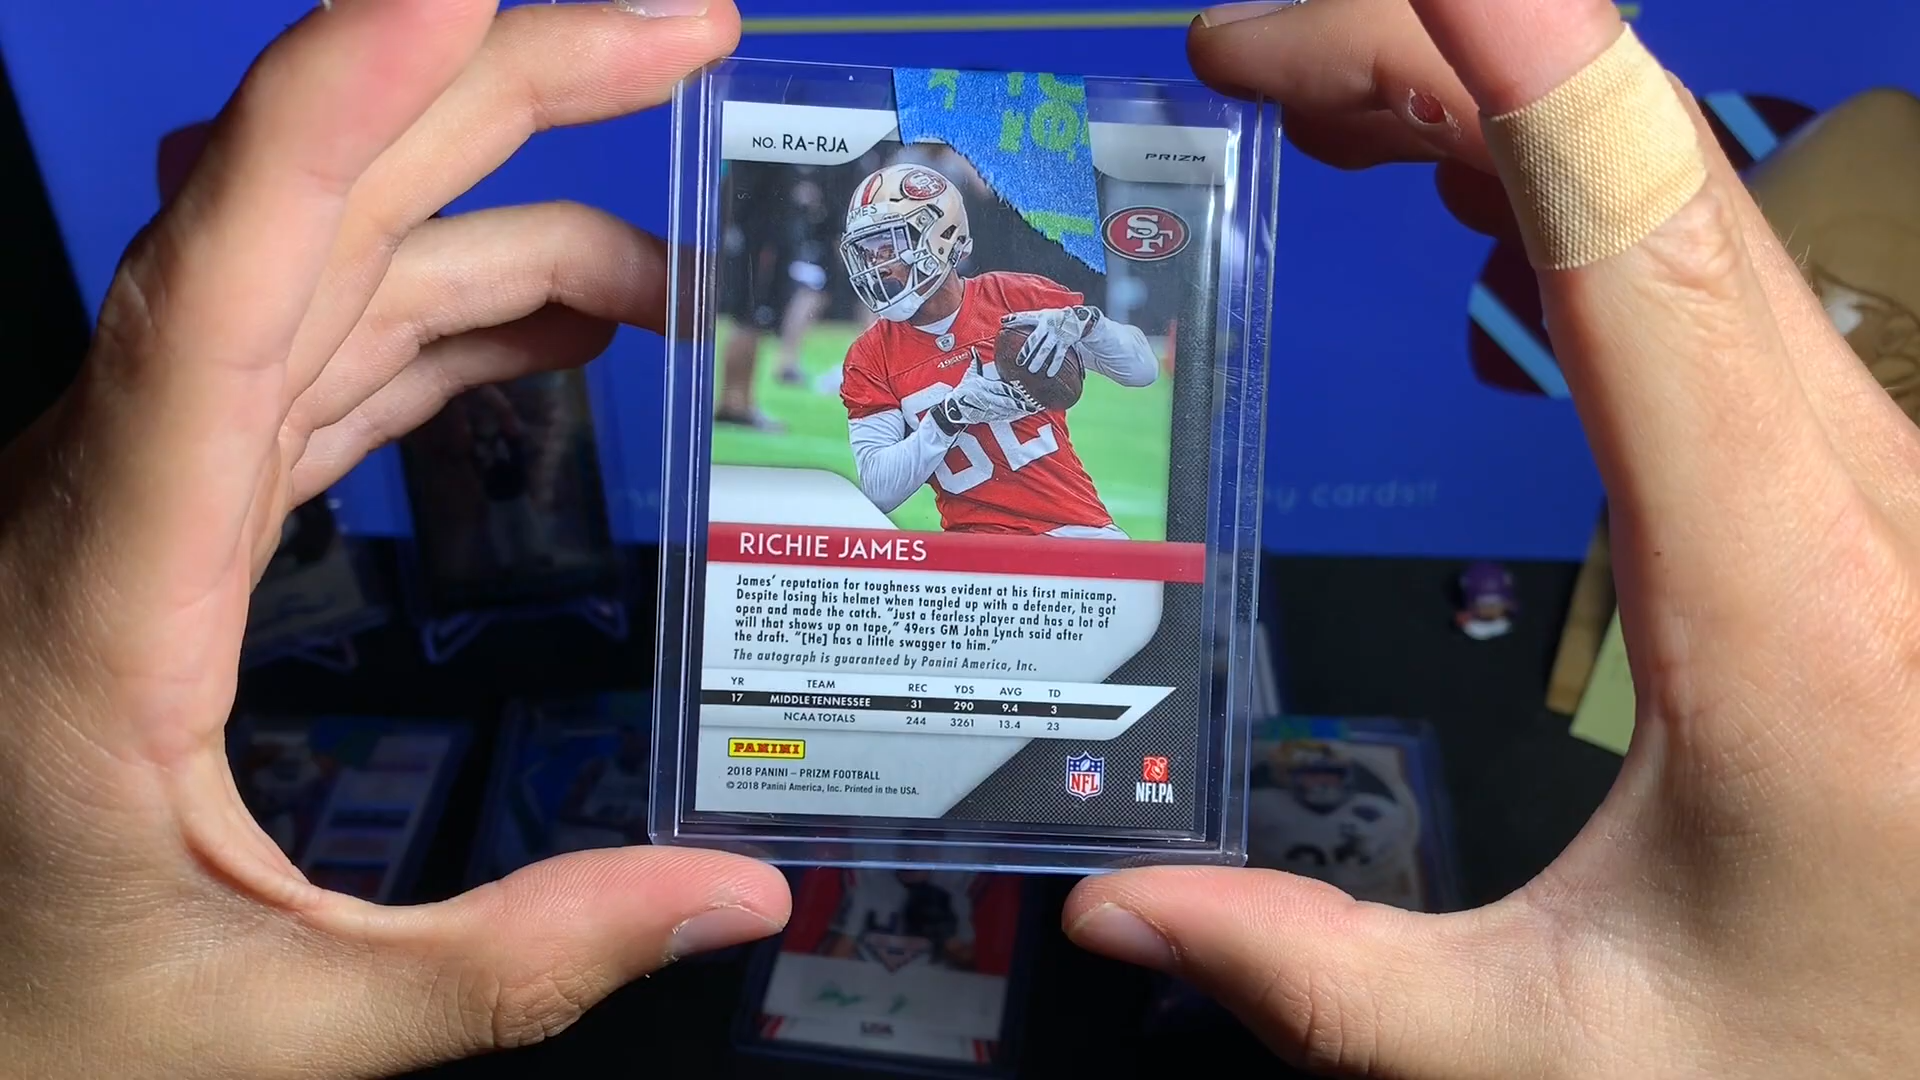 NO. RA-RJA
PRIZM
SF
JAMES
49ERS
82
RICHIE JAMES
James' reputation for toughness was evident at his first minicamp.
Despite losing his helmet when tangled up with a defender, he got
open and made the catch. "Just a fearless player and has a lot of
will that shows up on tape," 49ers GM John Lynch said after
the draft. "[He] has a little swagger to him."
The autograph is guaranteed by Panini America, Inc.
YR TEAM REC YDS AVG TD
17 MIDDLE TENNESSEE 31 290 9.4 3
NCAA TOTALS 244 3261 13.4 23
PANINI
2018 PANINI – PRIZM FOOTBALL
© 2018 Panini America, Inc. Printed in the USA.
NFL
NFLPA
cards!!